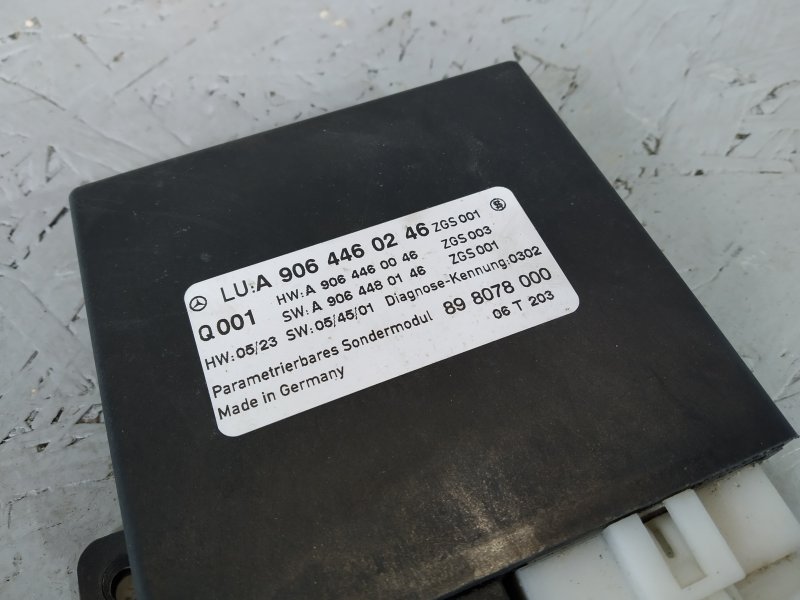 LU:A 906 446 02 46 ZGS 001
Q 001 HW: A 906 446 00 46 ZGS 003
SW: A 906 448 01 46 ZGS 001
HW: 05/23 SW: 05/45/01 Diagnose-Kennung:0302
Parametrierbares Sondermodul 89 8078 000
Made in Germany 06 T 203